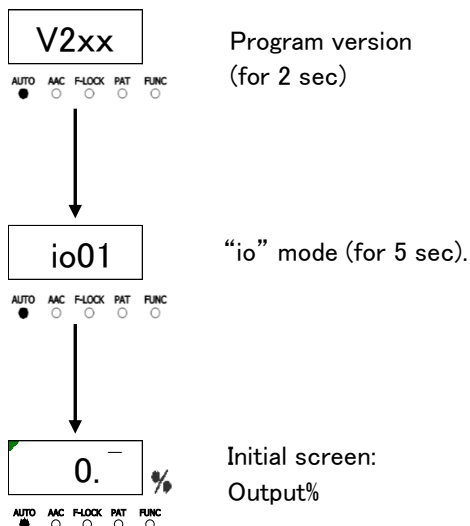 V2xx
Program version
(for 2 sec)
AUTO AAC F-LOCK PAT FUNC
io01
“io” mode (for 5 sec).
AUTO AAC F-LOCK PAT FUNC
0. ¯ %
Initial screen:
Output%
AUTO AAC F-LOCK PAT FUNC